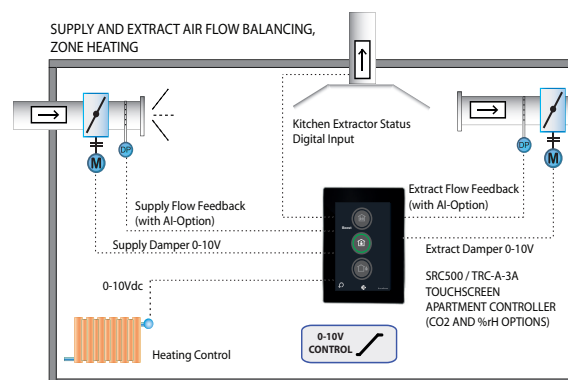 SUPPLY AND EXTRACT AIR FLOW BALANCING,
ZONE HEATING
Kitchen Extractor Status
Digital Input
DP
DP
M
M
Supply Flow Feedback
(with AI-Option)
Extract Flow Feedback
(with AI-Option)
Boost
Supply Damper 0-10V
Extract Damper 0-10V
0-10Vdc
SRC500 / TRC-A-3A
TOUCHSCREEN
APARTMENT CONTROLLER
(CO2 AND %rH OPTIONS)
0-10V
CONTROL
Heating Control